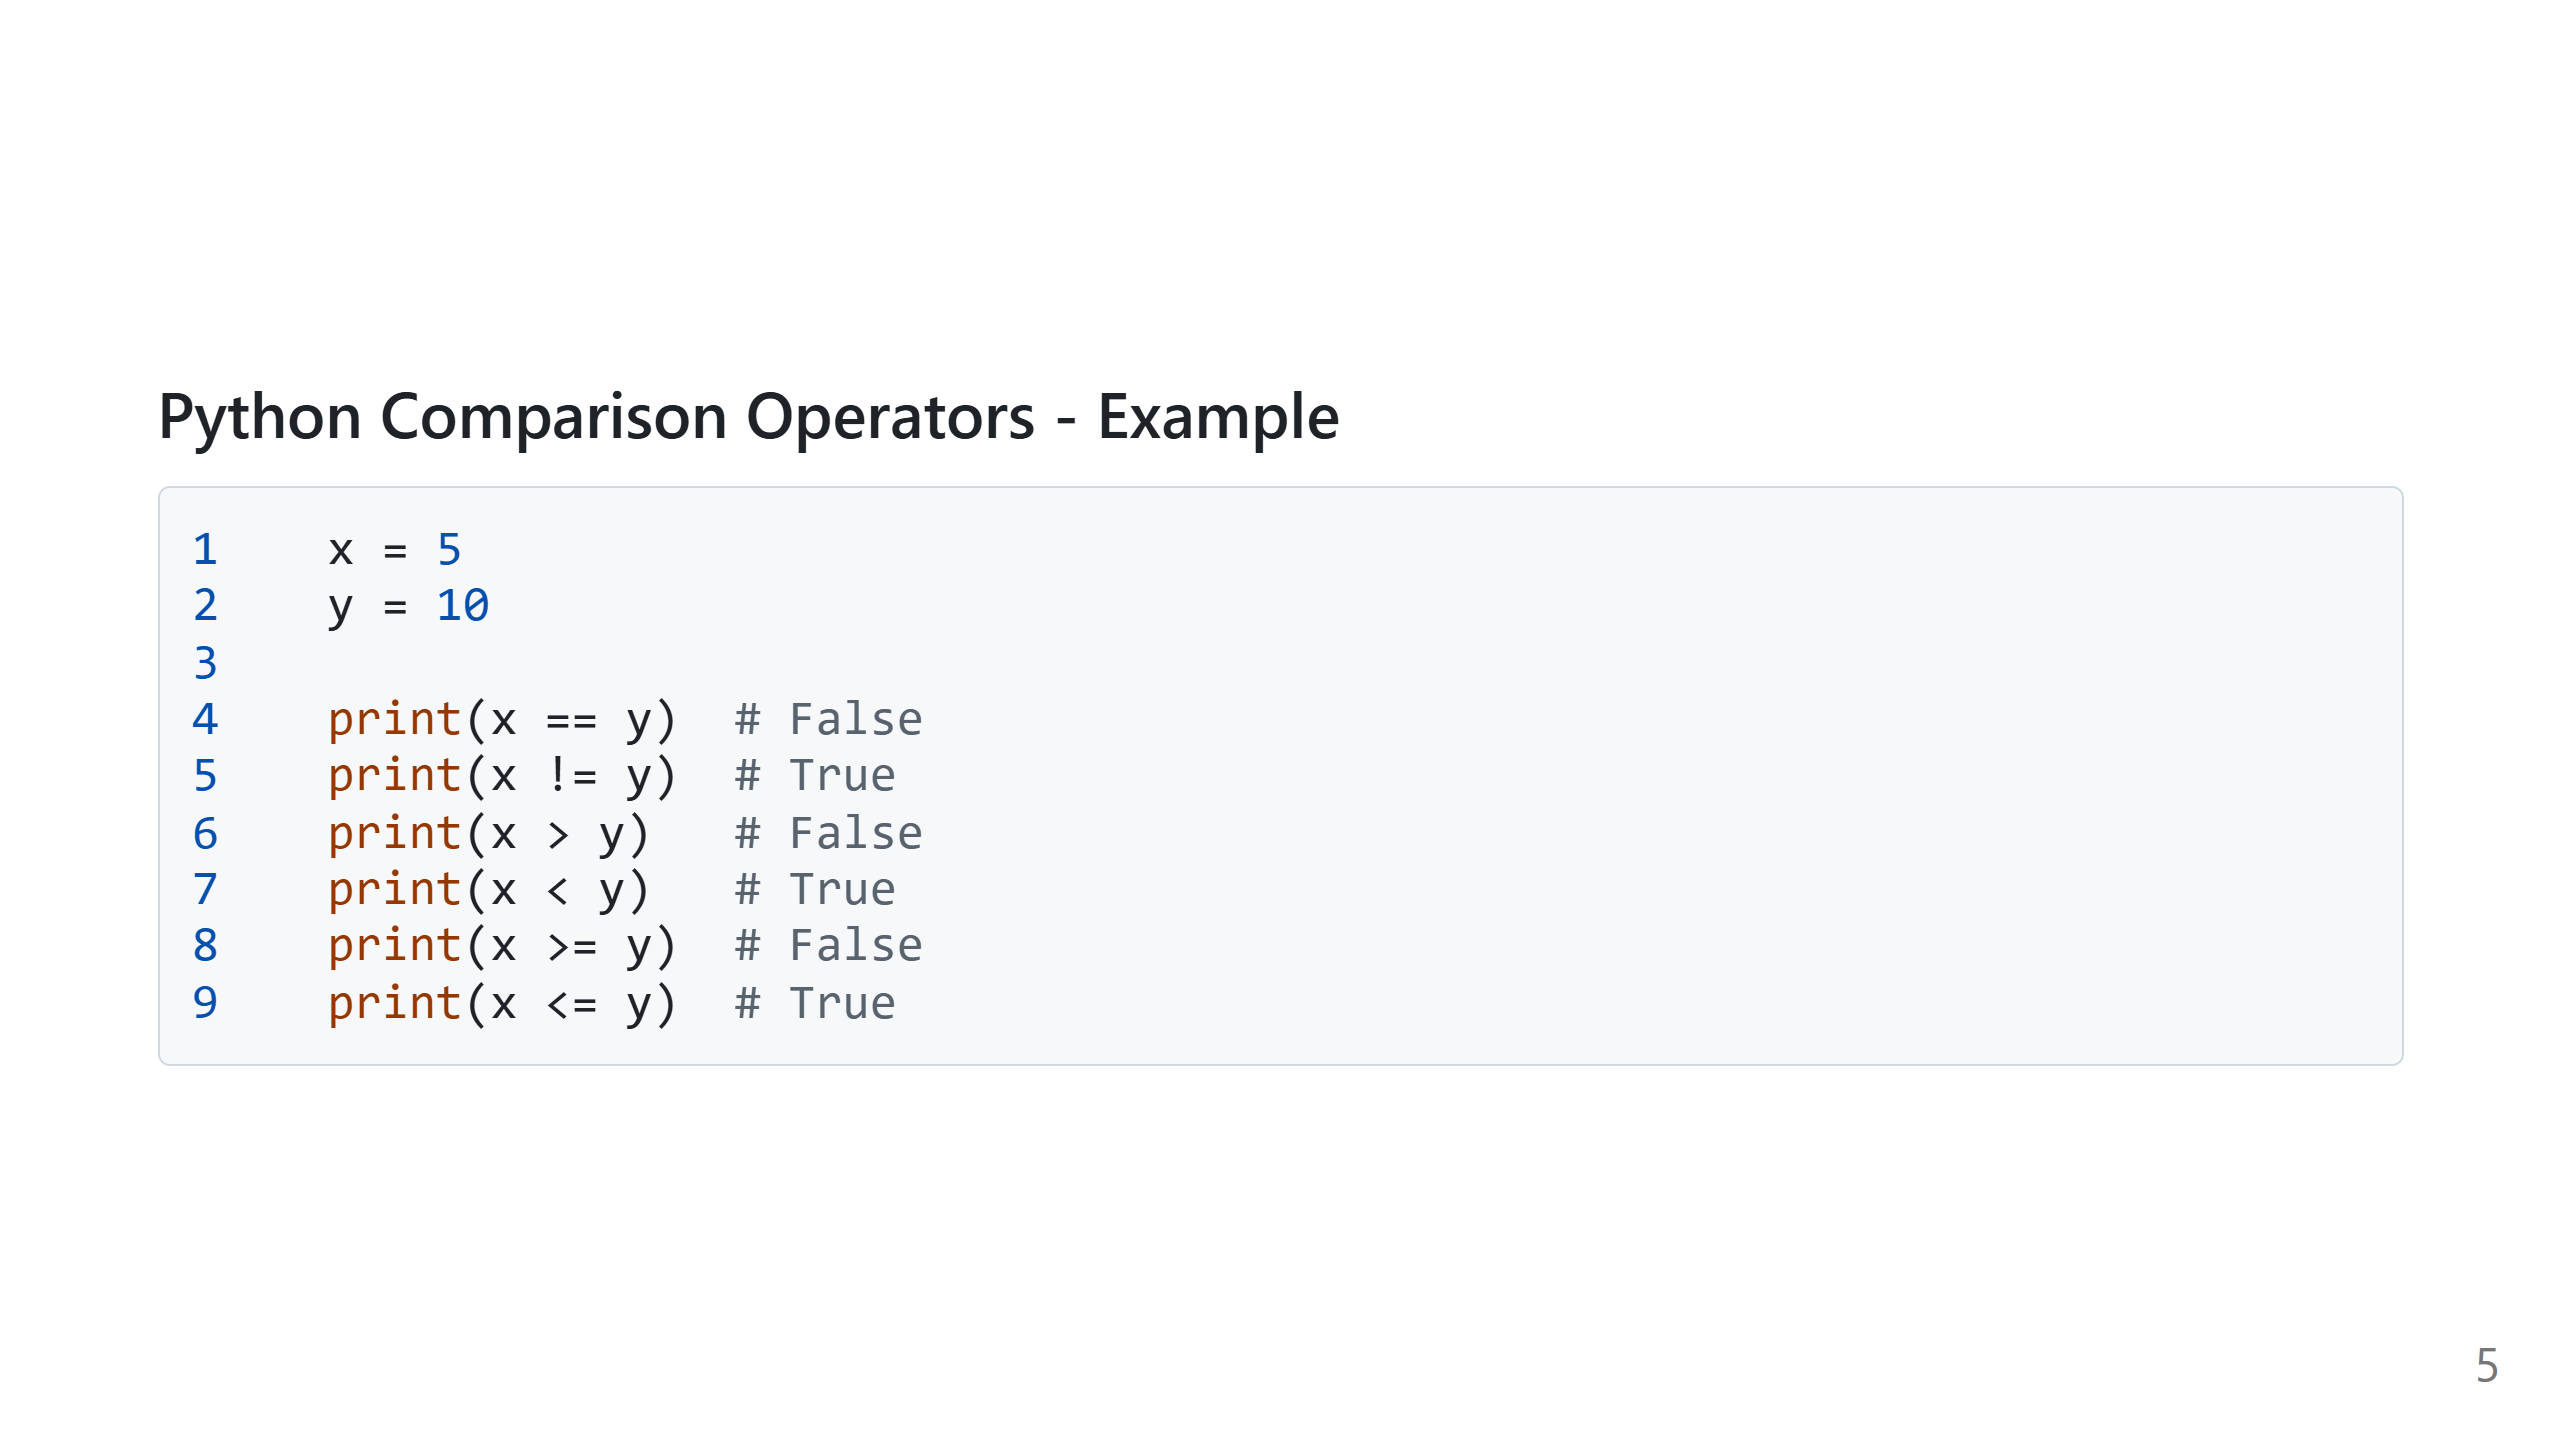 Python Comparison Operators - Example
1    x = 5
2    y = 10
3
4    print(x == y)  # False
5    print(x != y)  # True
6    print(x > y)   # False
7    print(x < y)   # True
8    print(x >= y)  # False
9    print(x <= y)  # True
5